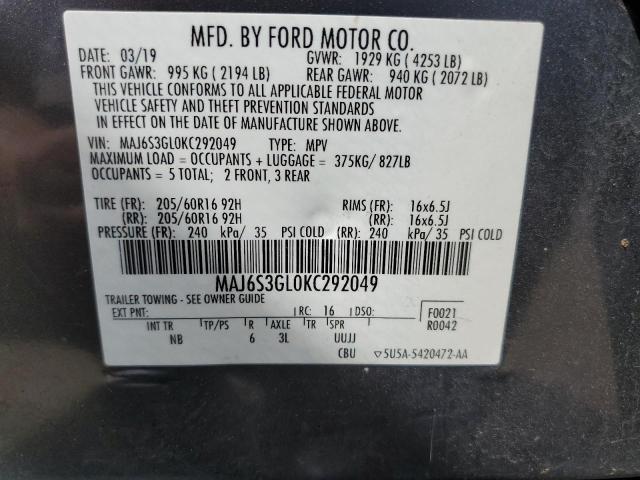 MFD. BY FORD MOTOR CO.
DATE: 03/19 GVWR: 1929 KG ( 4253 LB)
FRONT GAWR: 995 KG ( 2194 LB) REAR GAWR: 940 KG ( 2072 LB)
THIS VEHICLE CONFORMS TO ALL APPLICABLE FEDERAL MOTOR
VEHICLE SAFETY AND THEFT PREVENTION STANDARDS
IN EFFECT ON THE DATE OF MANUFACTURE SHOWN ABOVE.
VIN: MAJ6S3GL0KC292049 TYPE: MPV
MAXIMUM LOAD = OCCUPANTS + LUGGAGE = 375KG/ 827LB
OCCUPANTS = 5 TOTAL; 2 FRONT, 3 REAR
TIRE (FR): 205/60R16 92H RIMS (FR): 16x6.5J
(RR): 205/60R16 92H (RR): 16x6.5J
PRESSURE (FR): 240 kPa/ 35 PSI COLD (RR): 240 kPa/ 35 PSI COLD
MAJ6S3GL0KC292049
TRAILER TOWING - SEE OWNER GUIDE
EXT PNT: RC: 16 DSO: F0021
R0042
INT TR TP/PS R AXLE TR SPR
NB 6 3L UUJJ
CBU ▽5U5A-5420472-AA